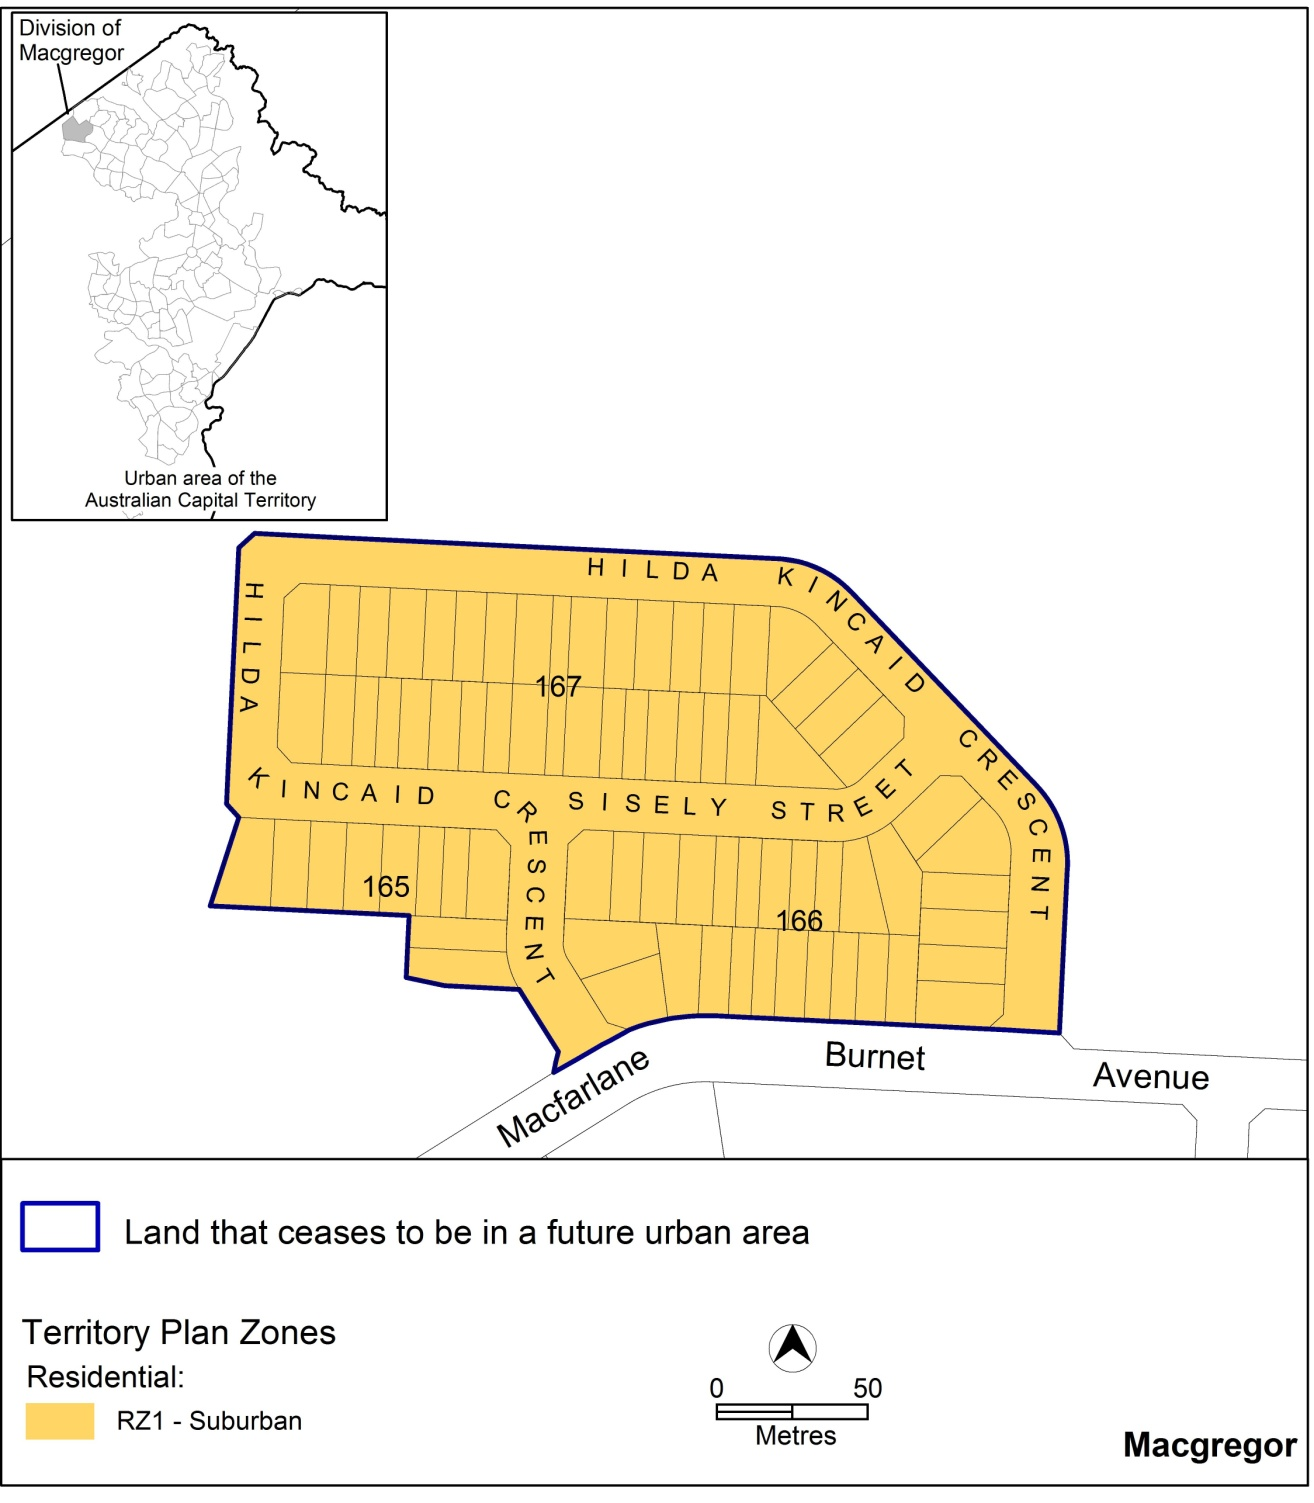 Division of
Macgregor
Urban area of the
Australian Capital Territory
HILDA KINCAID CRESCENT
HILDA KINCAID CRESCENT
SISELY STREET
167
165
166
Macfarlane Burnet Avenue
Land that ceases to be in a future urban area
Territory Plan Zones
Residential:
RZ1 - Suburban
0 50
Metres
Macgregor